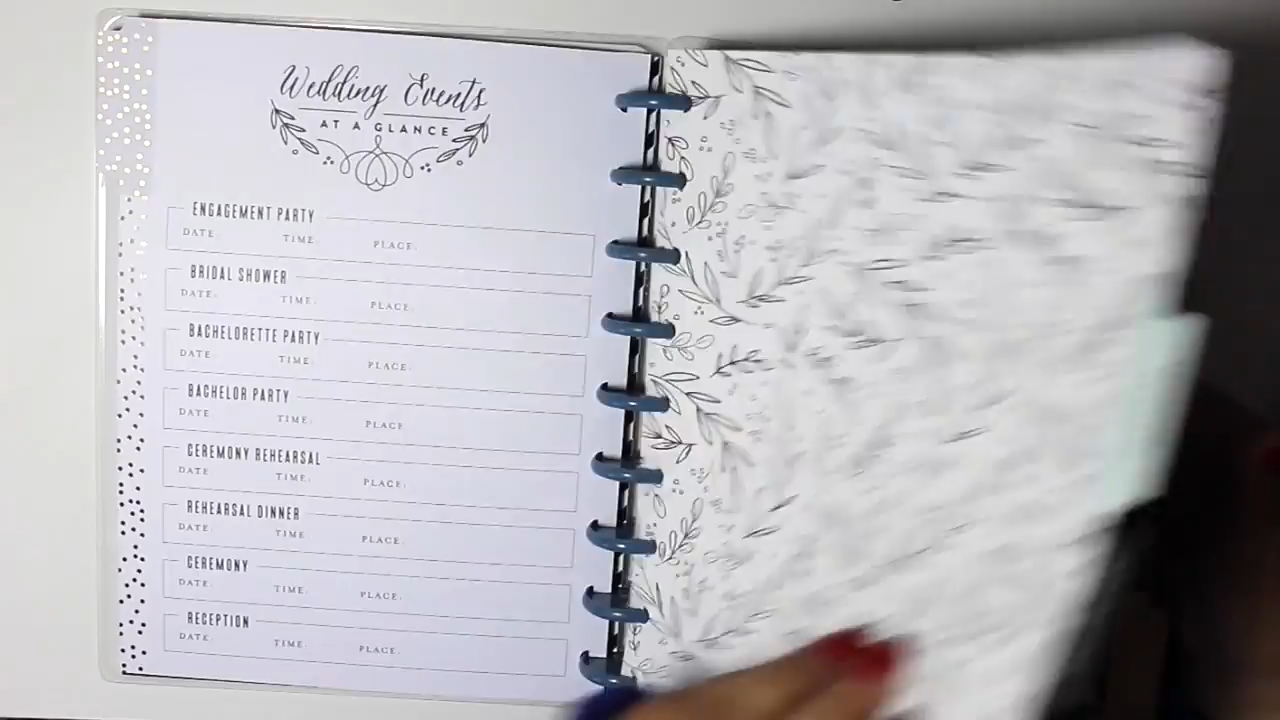 Wedding Events
AT A GLANCE
ENGAGEMENT PARTY
DATE: TIME: PLACE:
BRIDAL SHOWER
DATE: TIME: PLACE:
BACHELORETTE PARTY
DATE: TIME: PLACE:
BACHELOR PARTY
DATE: TIME: PLACE:
CEREMONY REHEARSAL
DATE: TIME: PLACE:
REHEARSAL DINNER
DATE: TIME: PLACE:
CEREMONY
DATE: TIME: PLACE:
RECEPTION
DATE: TIME: PLACE: